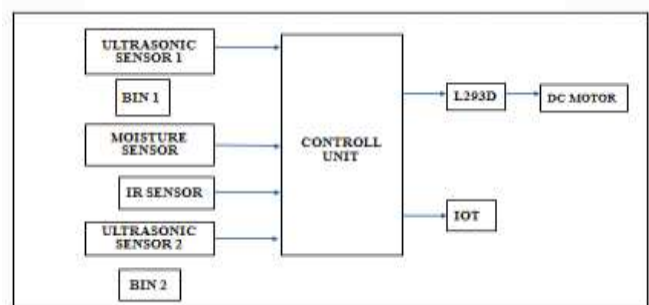 ULTRASONIC
SENSOR 1
BIN 1
MOISTURE
SENSOR
IR SENSOR
ULTRASONIC
SENSOR 2
BIN 2
CONTROLL
UNIT
L293D
DC MOTOR
IOT